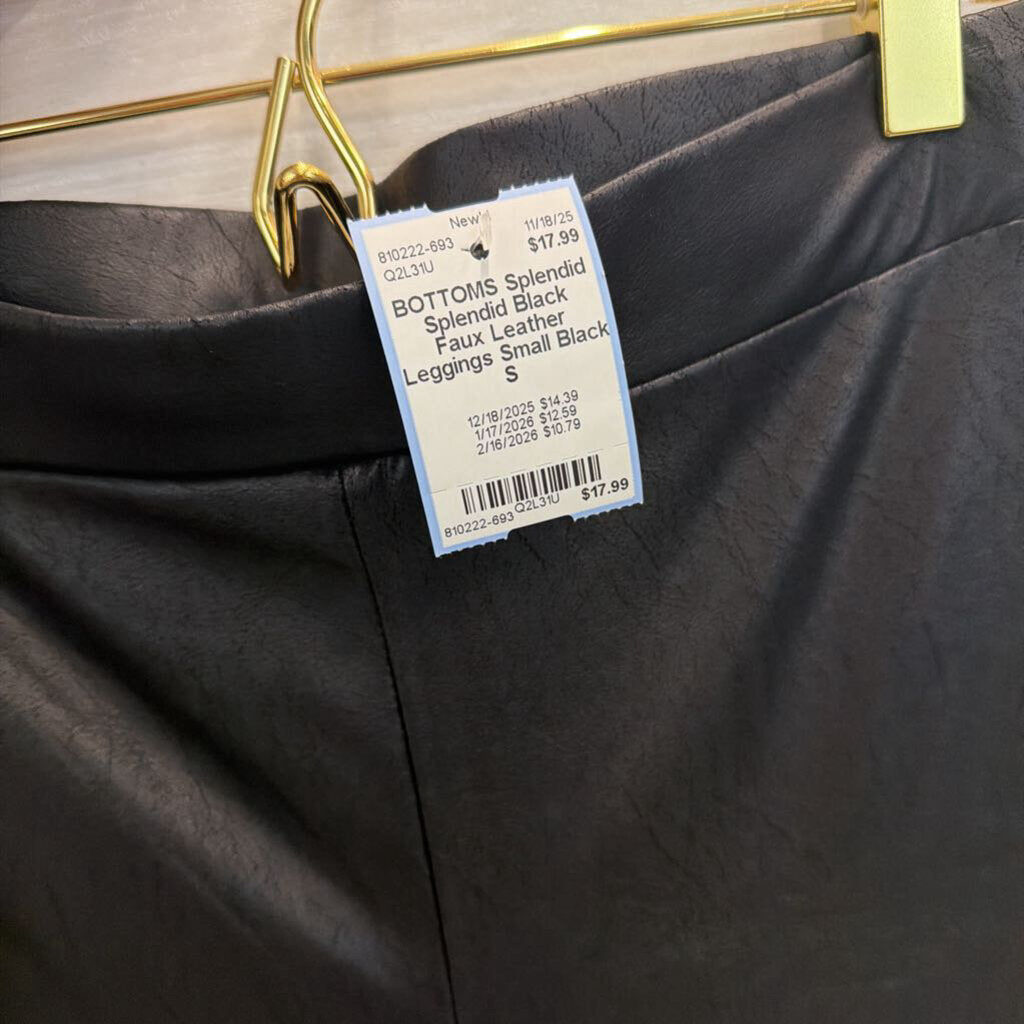 New
11/18/25
810222-693
$17.99
Q2L31U
BOTTOMS Splendid
Splendid Black
Faux Leather
Leggings Small Black
S
12/18/2025 $14.39
1/17/2026 $12.59
2/16/2026 $10.79
810222-693 Q2L31U $17.99